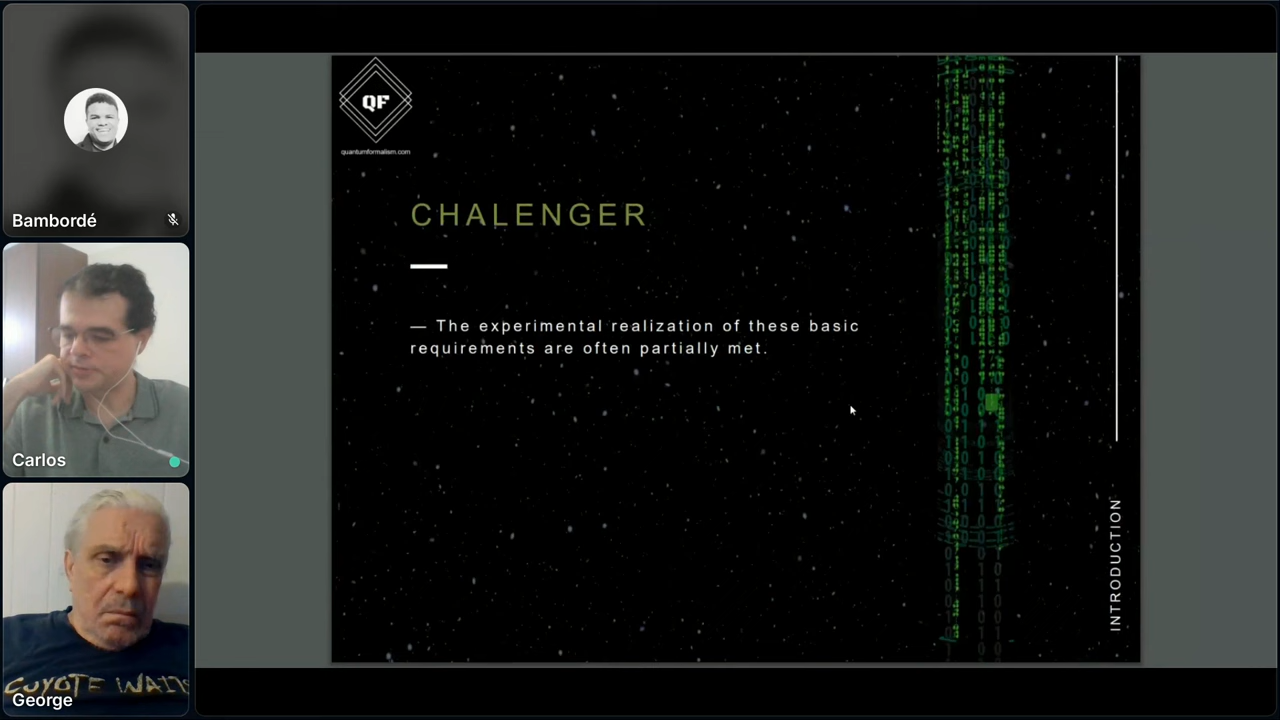 Bambordé
Carlos
COYOTE WAITS
George
QF
quantumformalism.com
CHALENGER
— The experimental realization of these basic
requirements are often partially met.
INTRODUCTION